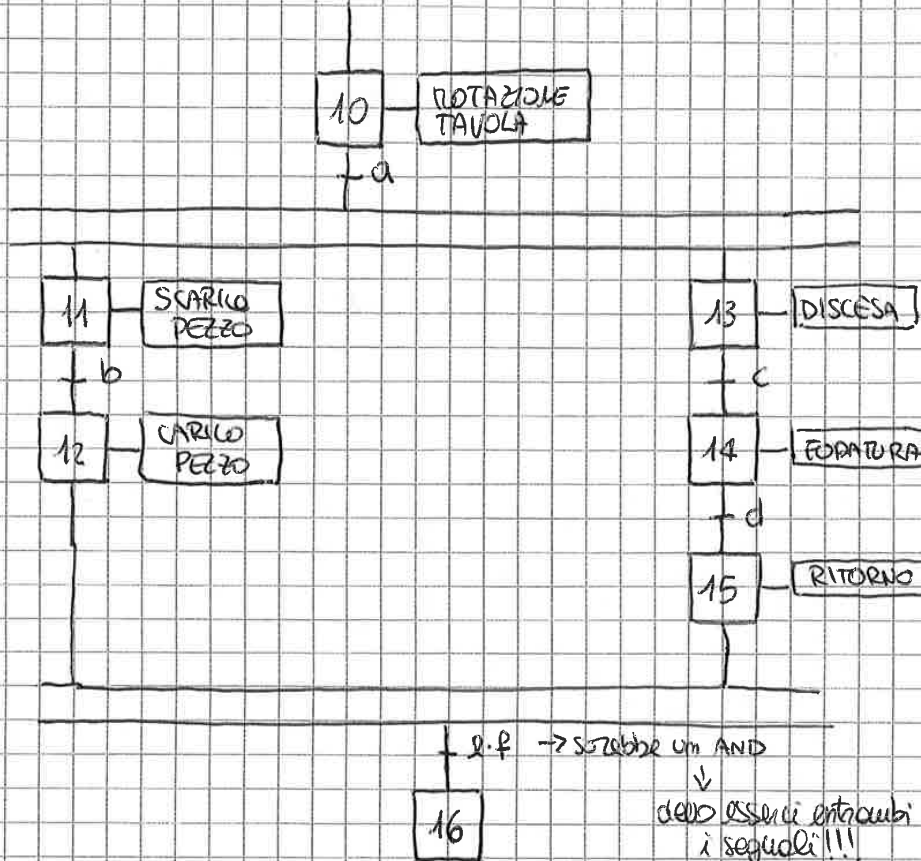 10
ROTAZIONE
TAVOLA
a
11
SCARICO
PEZZO
13
DISCESA
b
c
12
CARICO
PEZZO
14
FORATURA
d
15
RITORNO
e·f → sarebbe un AND
↓
devo esserci entrambi
i segnali!!!
16